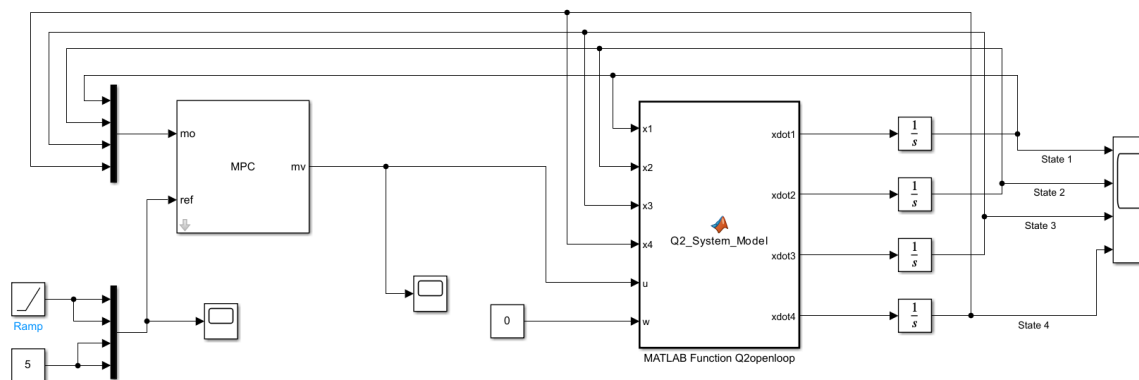 mo
MPC
mv
ref
Ramp
5
0
x1
x2
x3
x4
u
w
Q2_System_Model
xdot1
xdot2
xdot3
xdot4
MATLAB Function Q2openloop
1
s
1
s
1
s
1
s
State 1
State 2
State 3
State 4